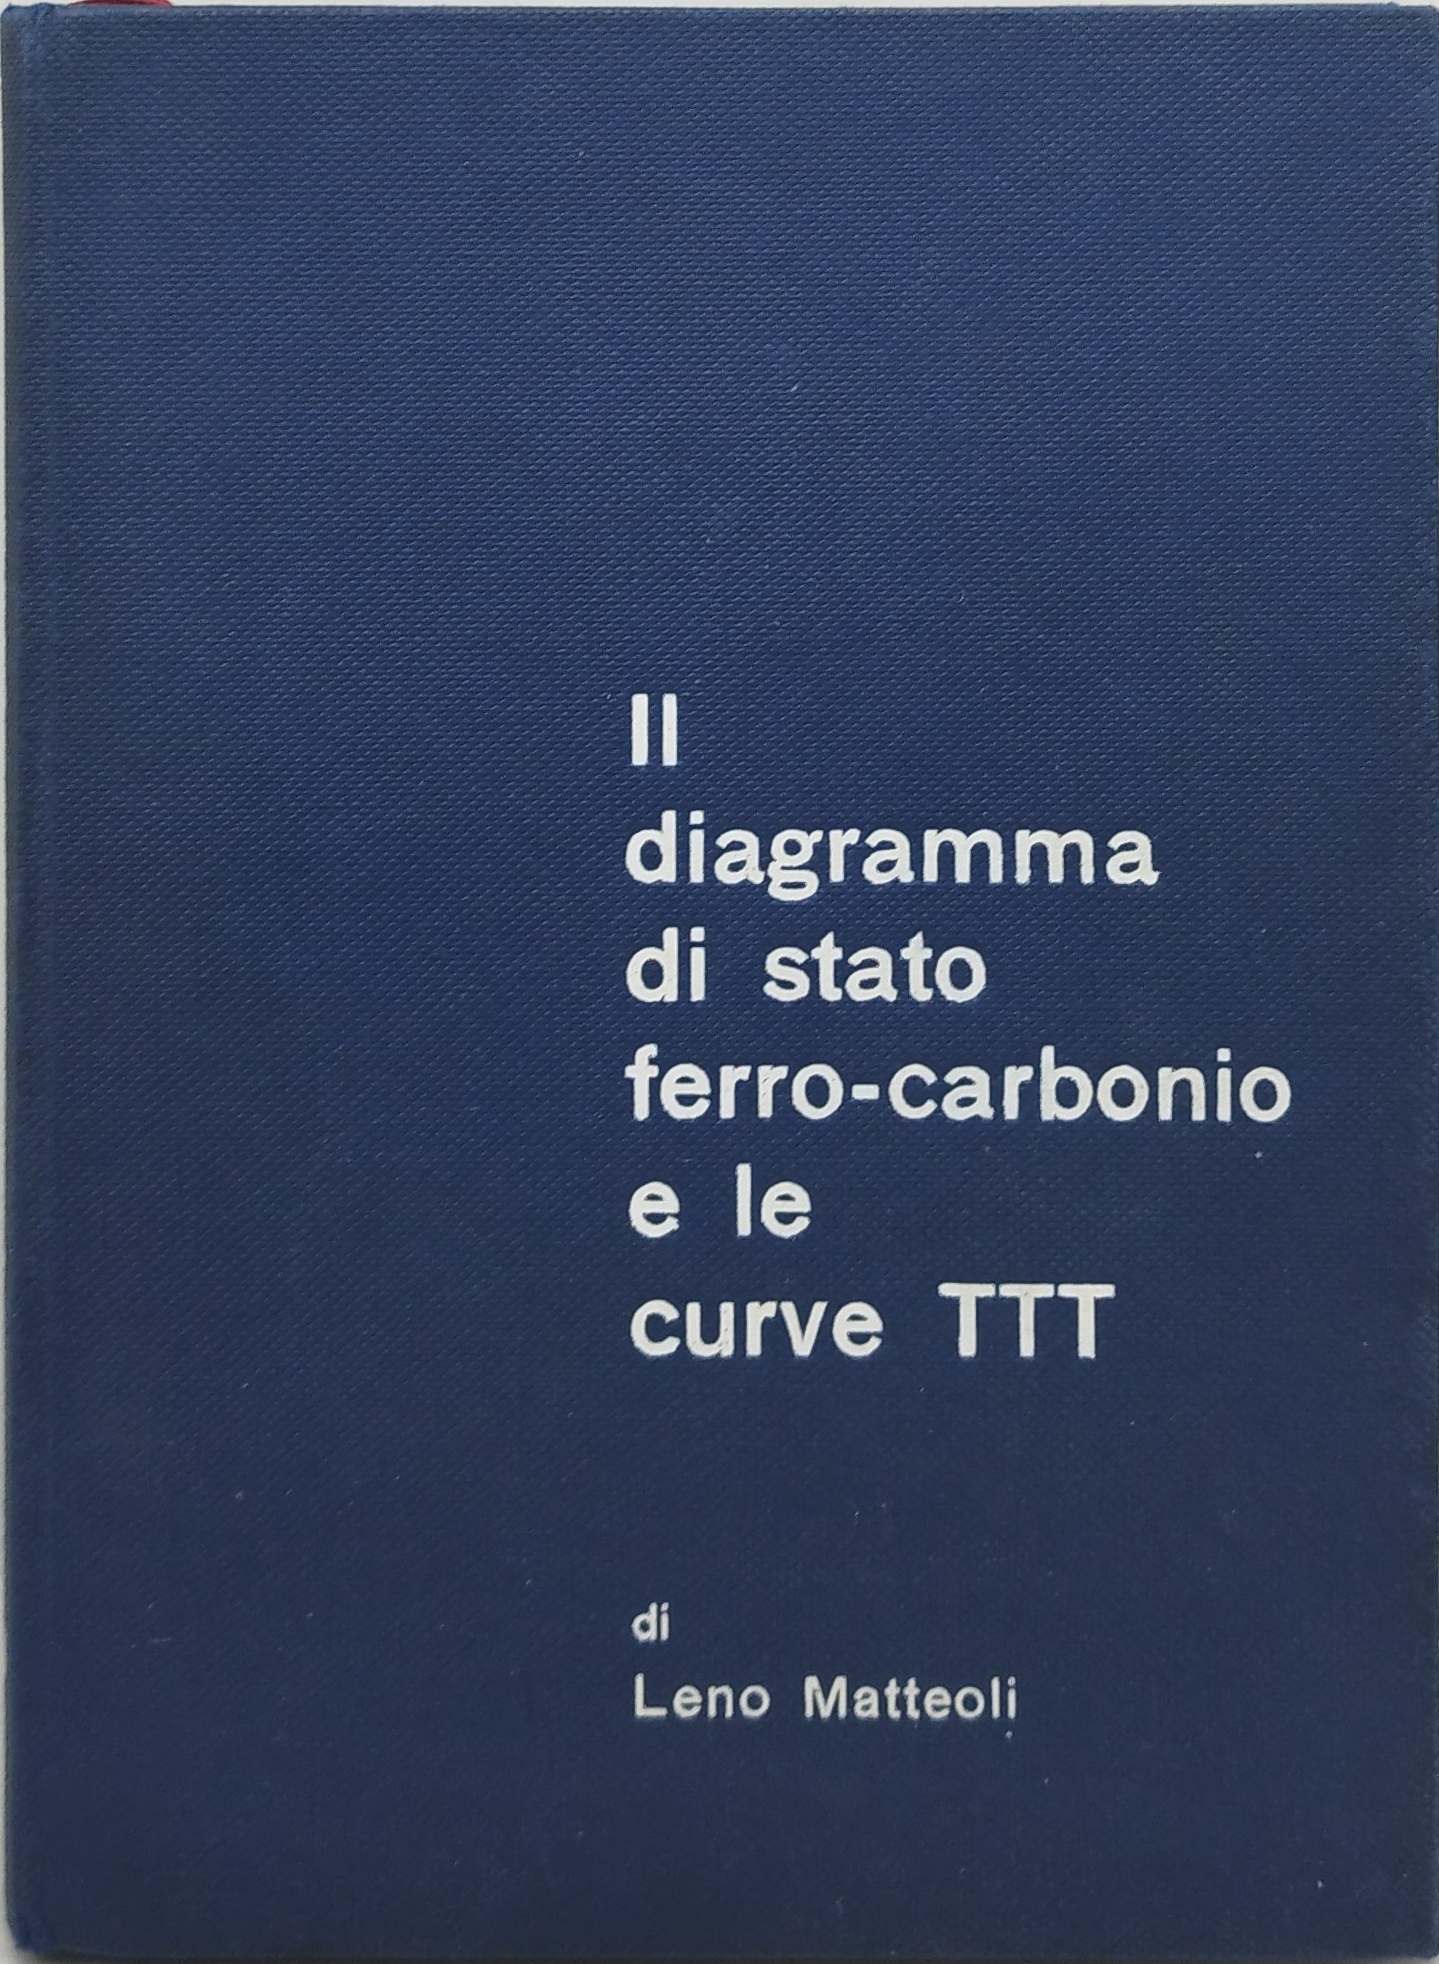 Il
diagramma
di stato
ferro-carbonio
e le
curve TTT
di
Leno Matteoli